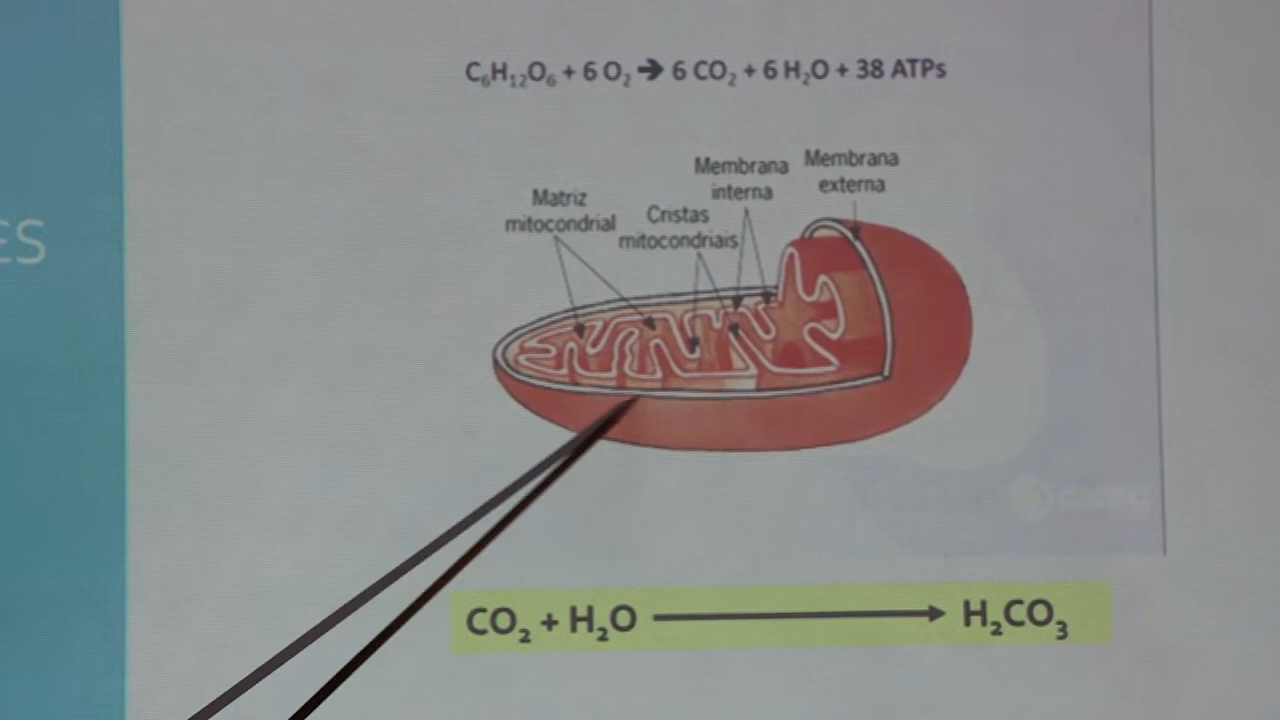 C₆H₁₂O₆ + 6 O₂ → 6 CO₂ + 6 H₂O + 38 ATPs
Membrana
interna
Membrana
externa
Matriz
mitocondrial
Cristas
mitocondriais
ES
CO₂ + H₂O → H₂CO₃